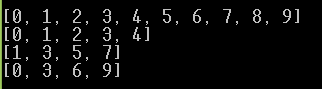 [0, 1, 2, 3, 4, 5, 6, 7, 8, 9]
[0, 1, 2, 3, 4]
[1, 3, 5, 7]
[0, 3, 6, 9]